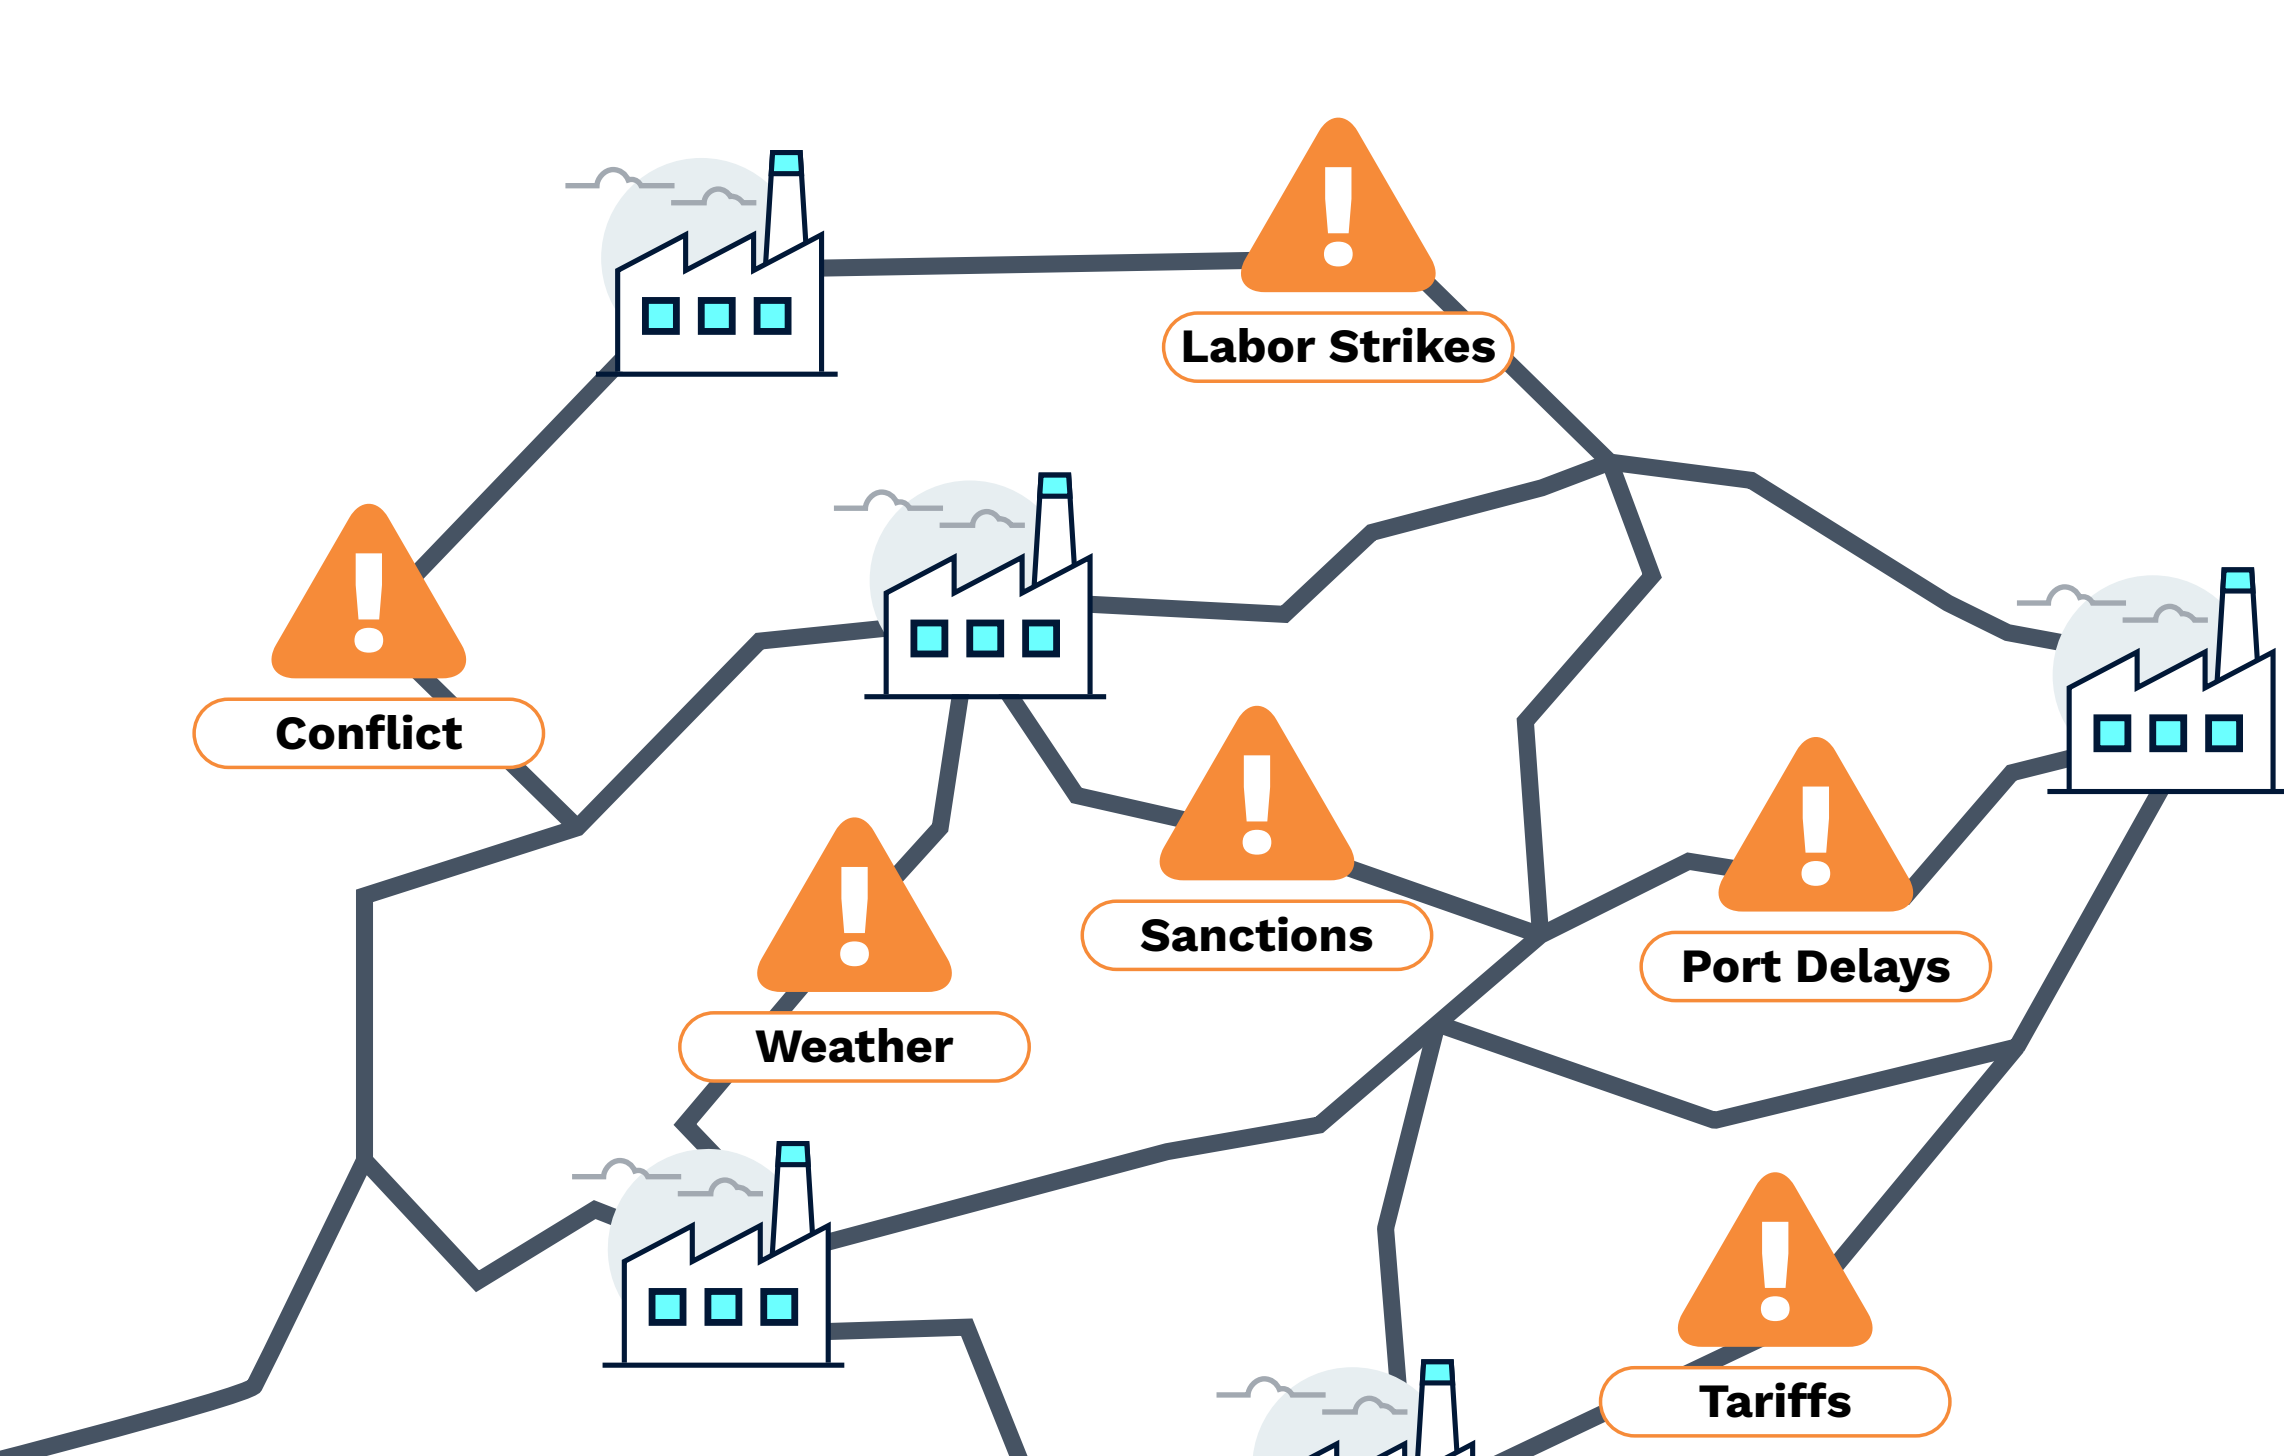 Labor Strikes
Conflict
Sanctions
Port Delays
Weather
Tariffs